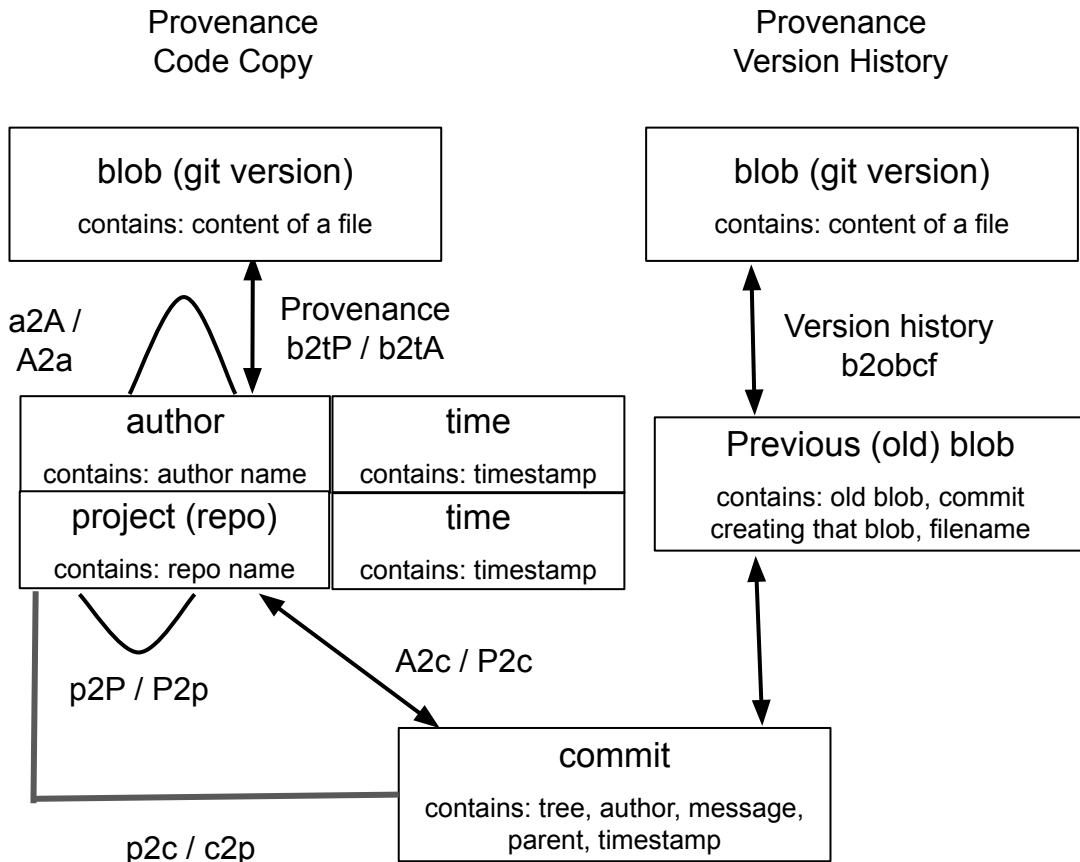 Provenance
Code Copy
Provenance
Version History
blob (git version)
contains: content of a file
blob (git version)
contains: content of a file
a2A /
A2a
Provenance
b2tP / b2tA
Version history
b2obcf
author
contains: author name
time
contains: timestamp
project (repo)
contains: repo name
time
contains: timestamp
Previous (old) blob
contains: old blob, commit
creating that blob, filename
p2P / P2p
A2c / P2c
commit
contains: tree, author, message,
parent, timestamp
p2c / c2p